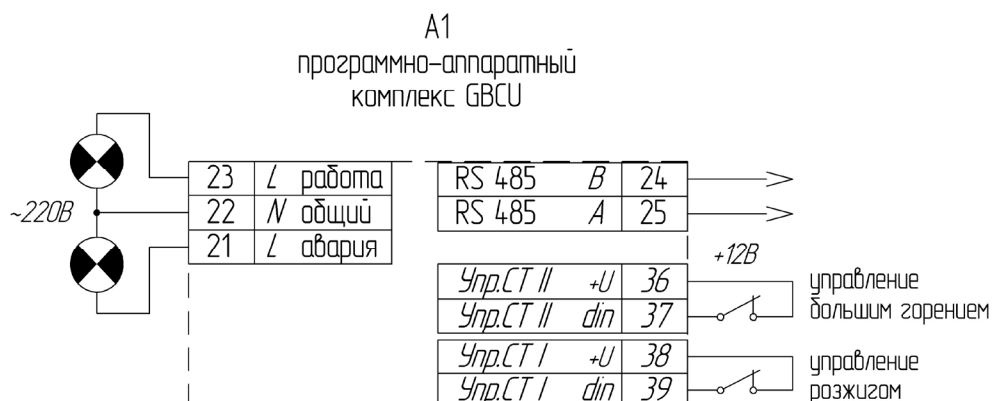 А1
программно-аппаратный
комплекс GBCU
~220В
23 L работа
22 N общий
21 L авария
RS 485 B 24
RS 485 A 25
+12В
Упр.СТ II +U 36
Упр.СТ II din 37
управление
большим горением
Упр.СТ I +U 38
Упр.СТ I din 39
управление
розжигом